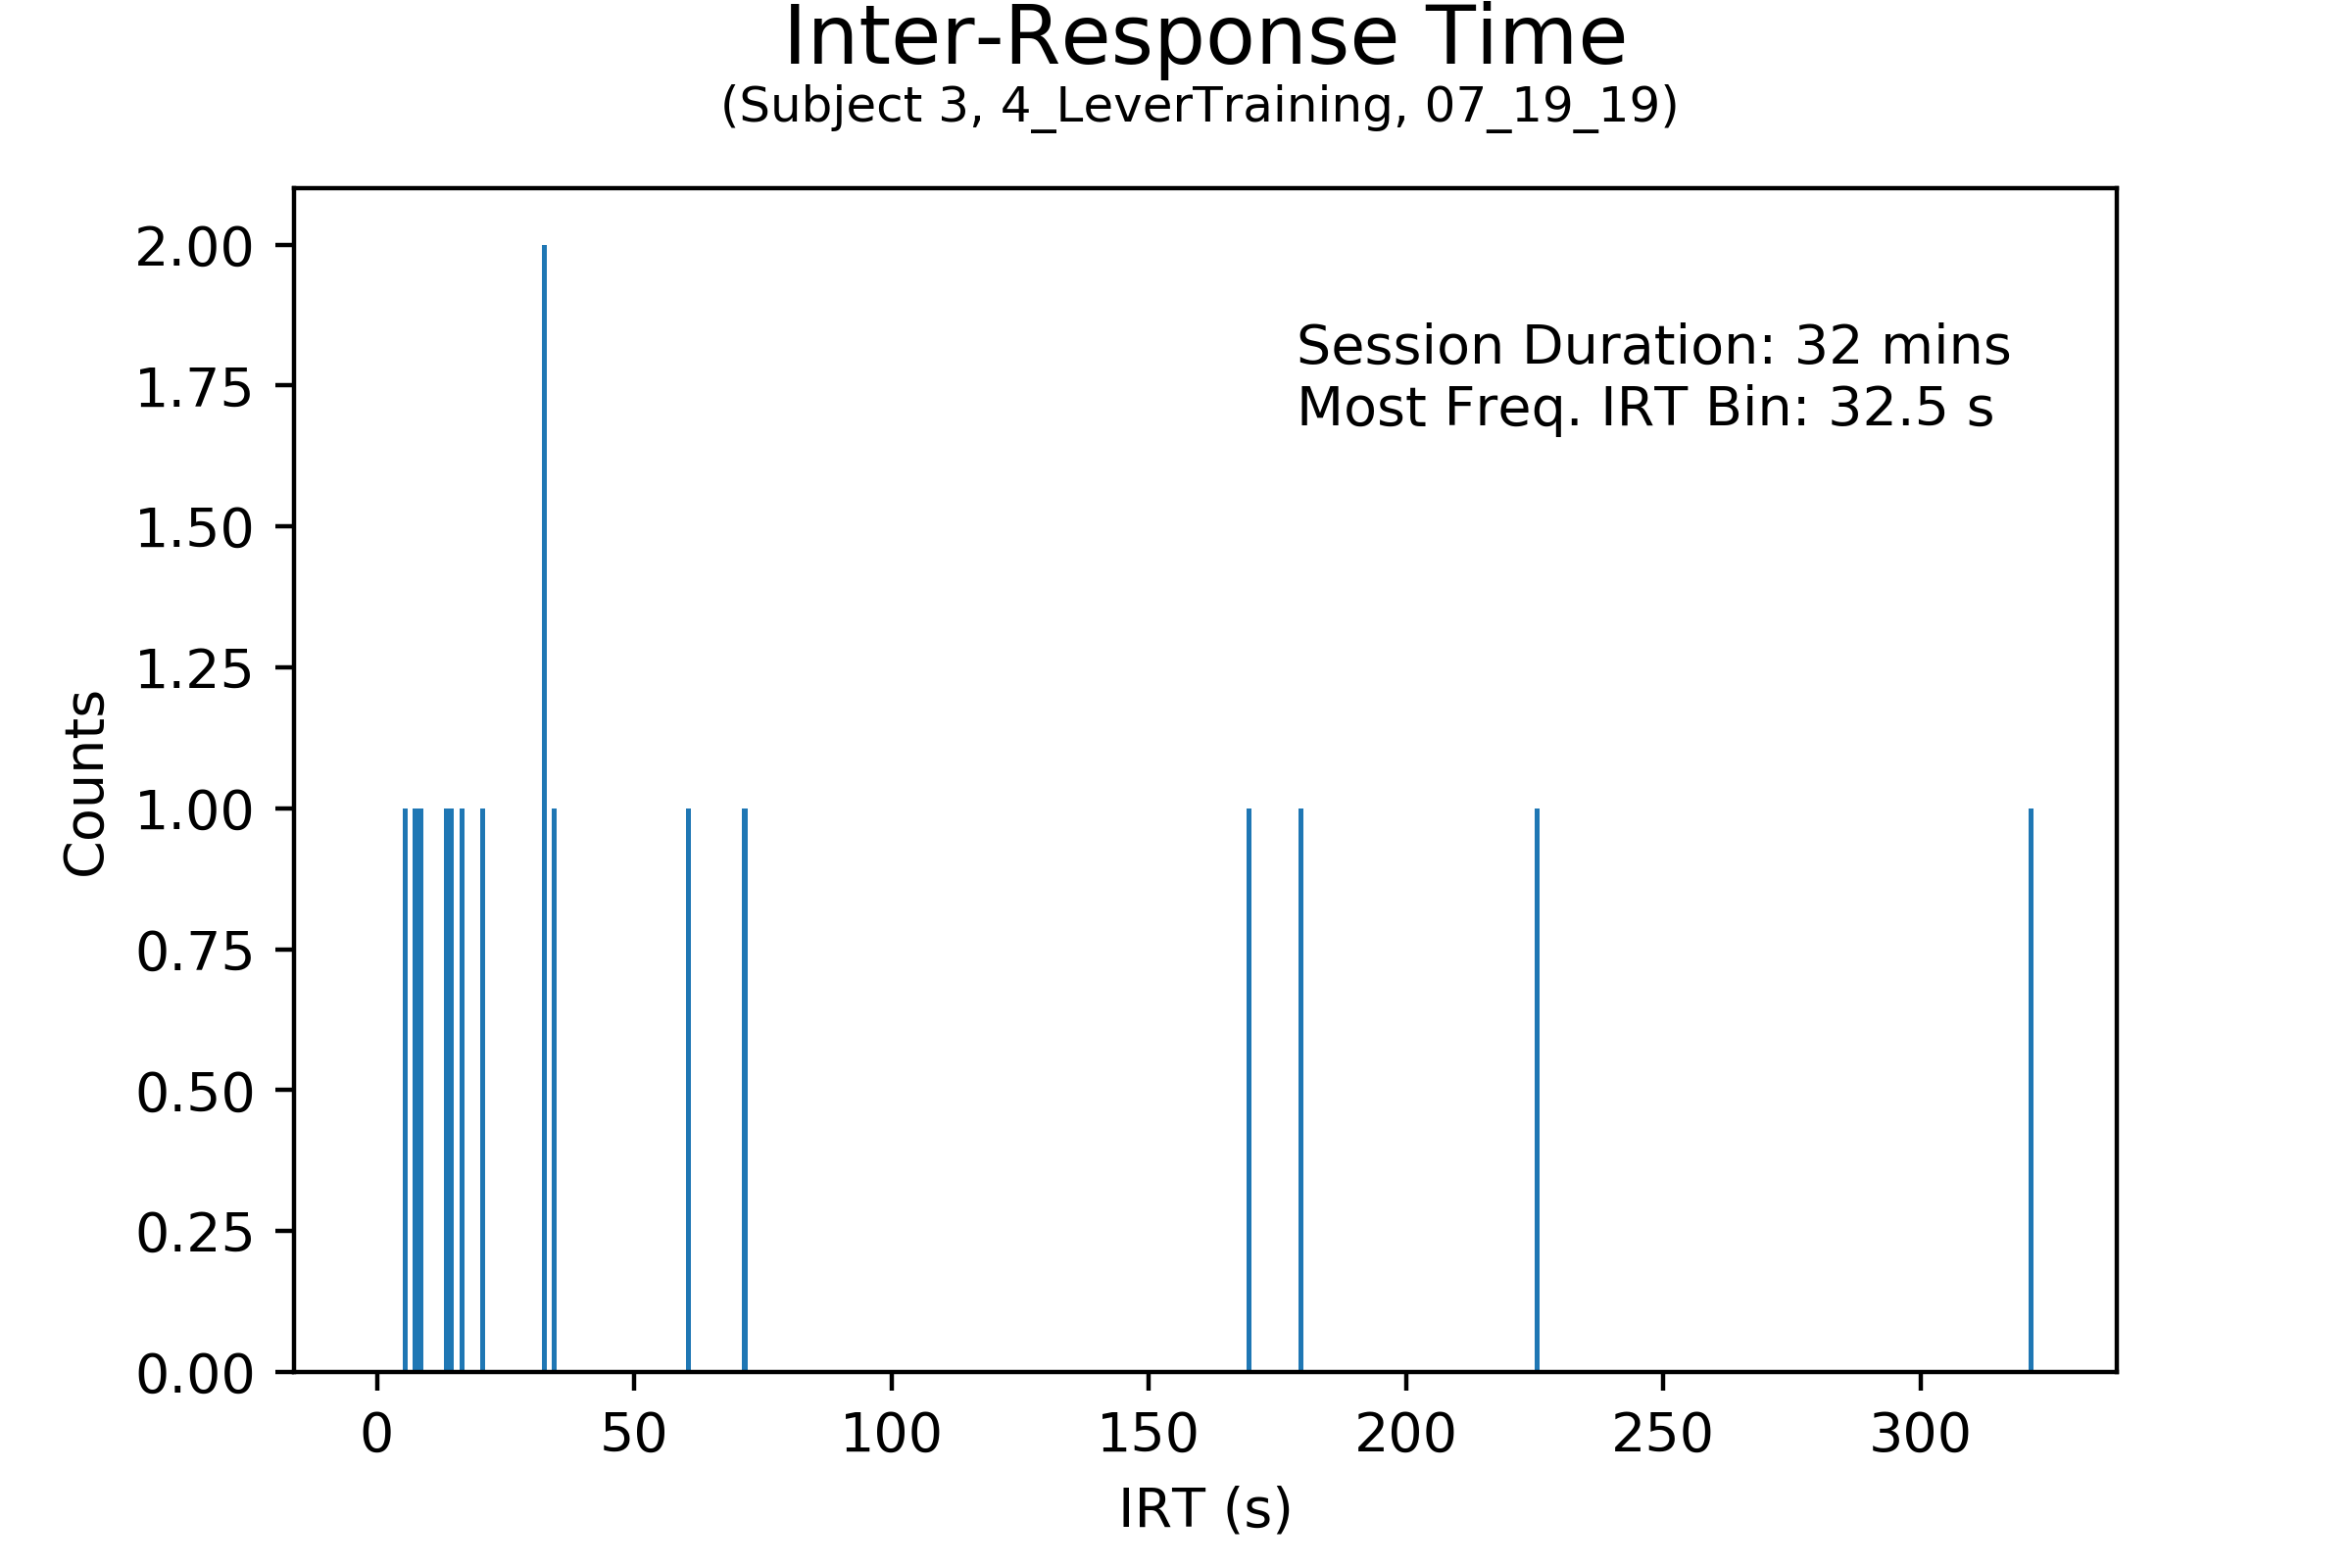 Inter-Response Time
(Subject 3, 4_LeverTraining, 07_19_19)
2.00
Session Duration: 32 mins
1.75
Most Freq. IRT Bin: 32.5 s
1.50
1.25
Counts
1.00
0.75
0.50
0.25
0.00
0 50 100 150 200 250 300
IRT (s)